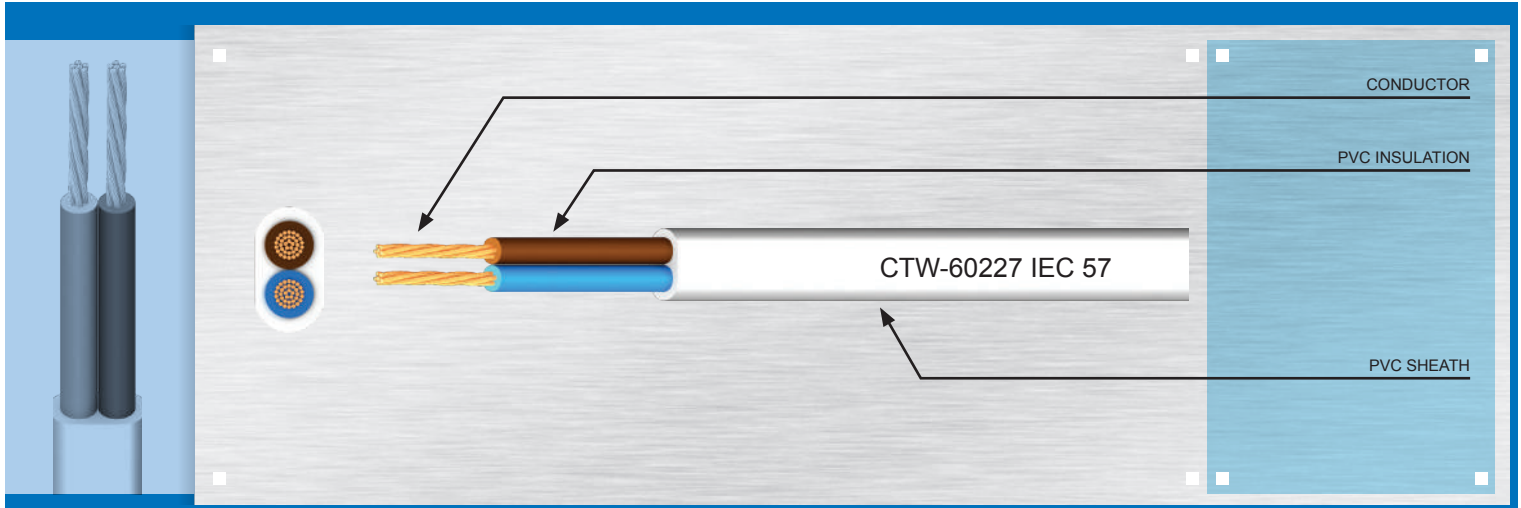 CONDUCTOR
PVC INSULATION
CTW-60227 IEC 57
PVC SHEATH